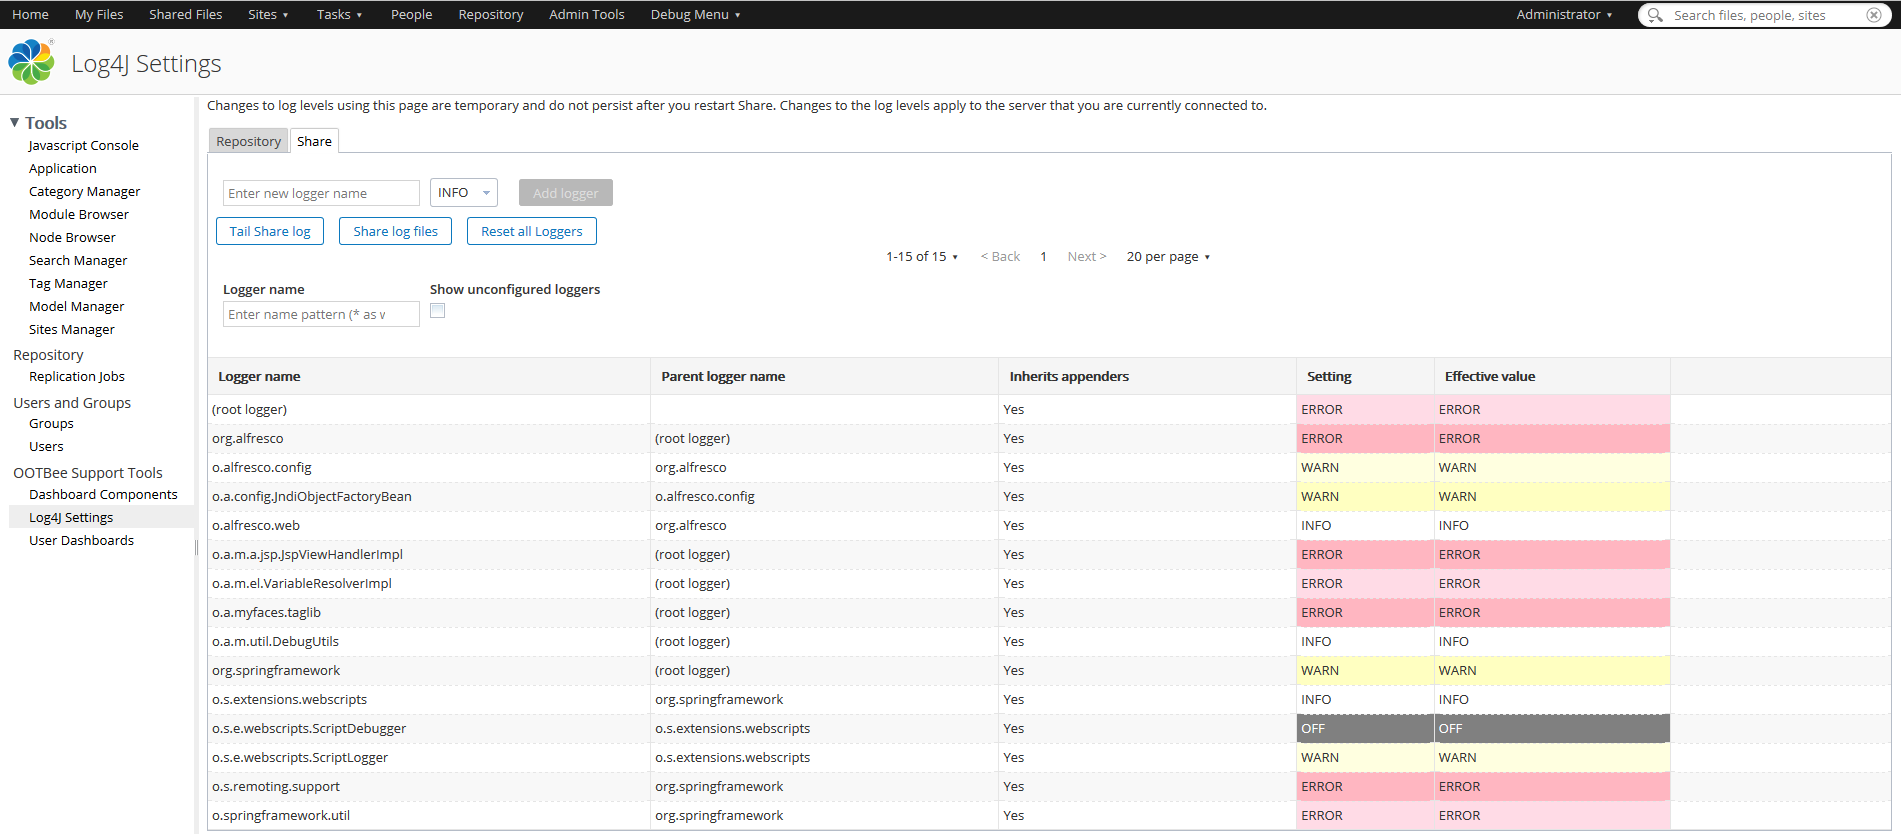 Home My Files Shared Files Sites ▾ Tasks ▾ People Repository Admin Tools Debug Menu ▾ Administrator ▾ Search files, people, sites
Log4J Settings
Changes to log levels using this page are temporary and do not persist after you restart Share. Changes to the log levels apply to the server that you are currently connected to.
Tools
Javascript Console
Application
Category Manager
Module Browser
Node Browser
Search Manager
Tag Manager
Model Manager
Sites Manager
Repository
Replication Jobs
Users and Groups
Groups
Users
OOTBee Support Tools
Dashboard Components
Log4J Settings
User Dashboards
Repository Share
Enter new logger name INFO Add logger
Tail Share log Share log files Reset all Loggers
1-15 of 15 ▾ < Back 1 Next > 20 per page ▾
Logger name Show unconfigured loggers
Enter name pattern (* as w
Logger name Parent logger name Inherits appenders Setting Effective value
(root logger) Yes ERROR ERROR
org.alfresco (root logger) Yes ERROR ERROR
o.alfresco.config org.alfresco Yes WARN WARN
o.a.config.JndiObjectFactoryBean o.alfresco.config Yes WARN WARN
o.alfresco.web org.alfresco Yes INFO INFO
o.a.m.a.jsp.JspViewHandlerImpl (root logger) Yes ERROR ERROR
o.a.m.el.VariableResolverImpl (root logger) Yes ERROR ERROR
o.a.myfaces.taglib (root logger) Yes ERROR ERROR
o.a.m.util.DebugUtils (root logger) Yes INFO INFO
org.springframework (root logger) Yes WARN WARN
o.s.extensions.webscripts org.springframework Yes INFO INFO
o.s.e.webscripts.ScriptDebugger o.s.extensions.webscripts Yes OFF OFF
o.s.e.webscripts.ScriptLogger o.s.extensions.webscripts Yes WARN WARN
o.s.remoting.support org.springframework Yes ERROR ERROR
o.springframework.util org.springframework Yes ERROR ERROR